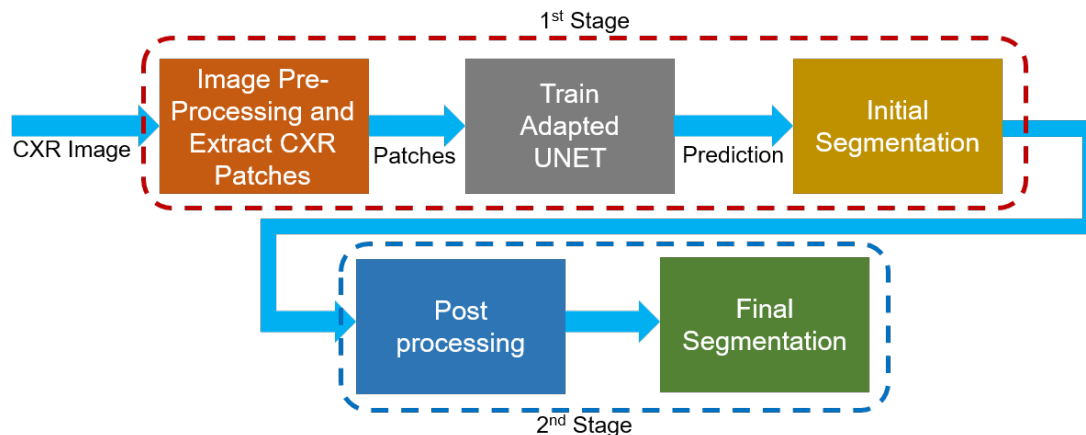 1st Stage
CXR Image
Image Pre-
Processing and
Extract CXR
Patches
Patches
Train
Adapted
UNET
Prediction
Initial
Segmentation
Post
processing
Final
Segmentation
2nd Stage